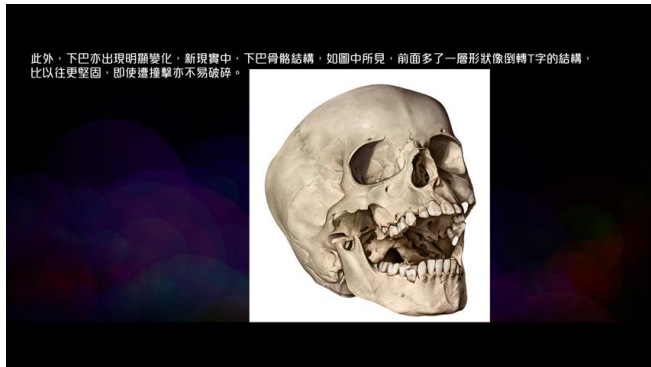 此外，下巴亦出現明顯變化，新現實中，下巴骨骼結構，如圖中所見，前面多了一層形狀像倒轉T字的結構，
比以往更堅固，即使遭撞擊亦不易破碎。